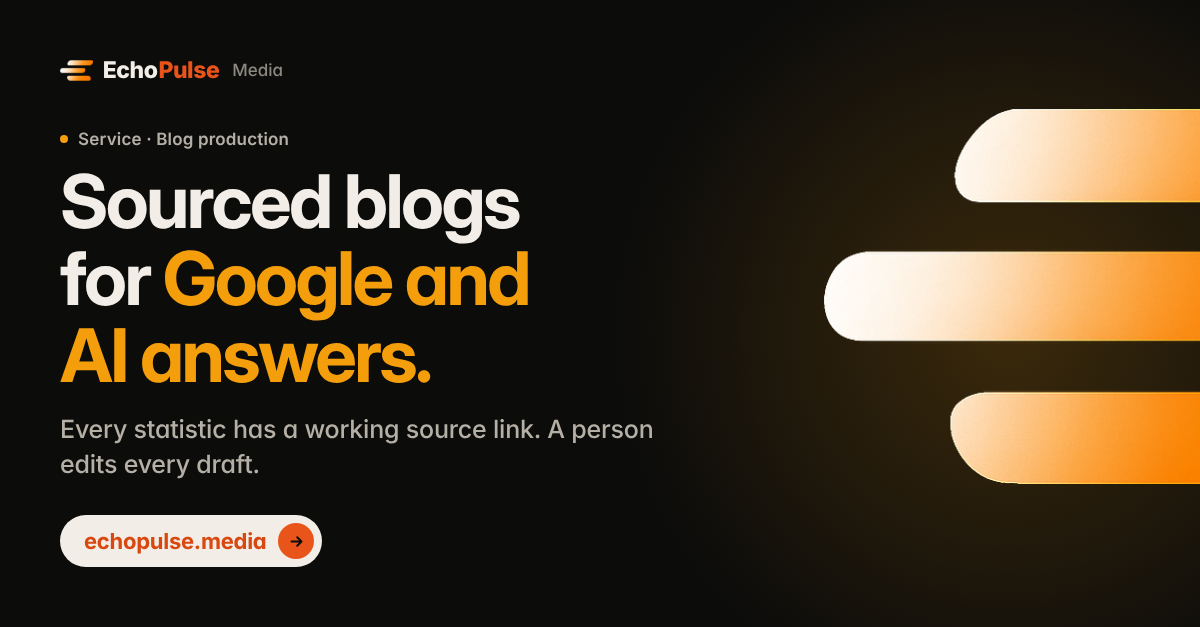 EchoPulse Media
Service · Blog production
Sourced blogs
for Google and
AI answers.
Every statistic has a working source link. A person
edits every draft.
echopulse.media